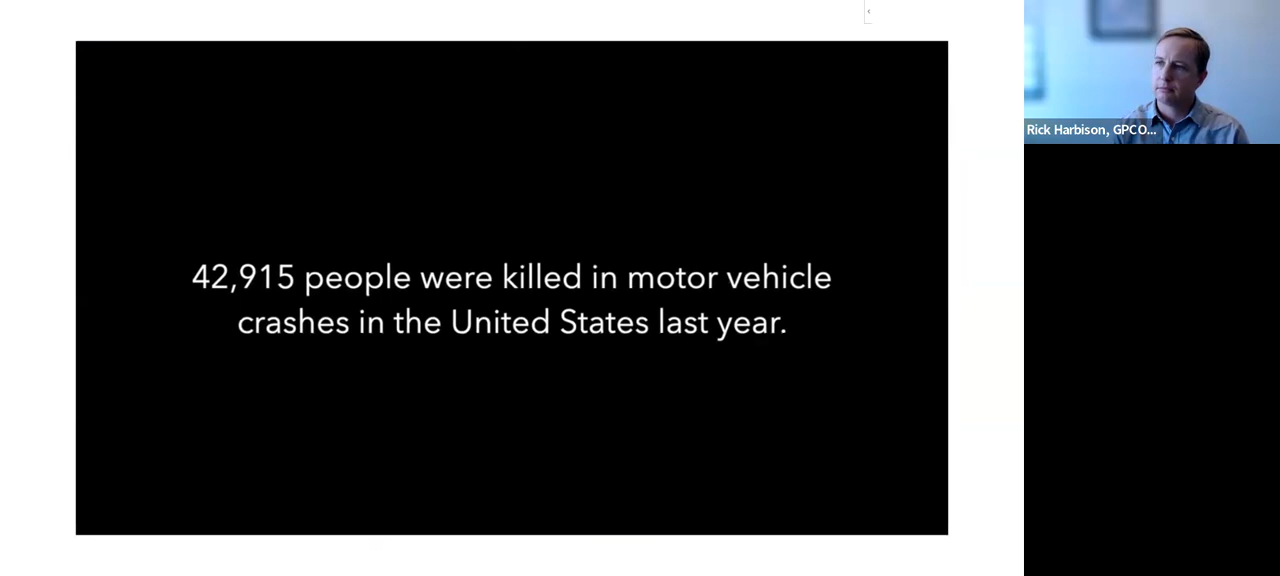 42,915 people were killed in motor vehicle
crashes in the United States last year.
Rick Harbison, GPCO...